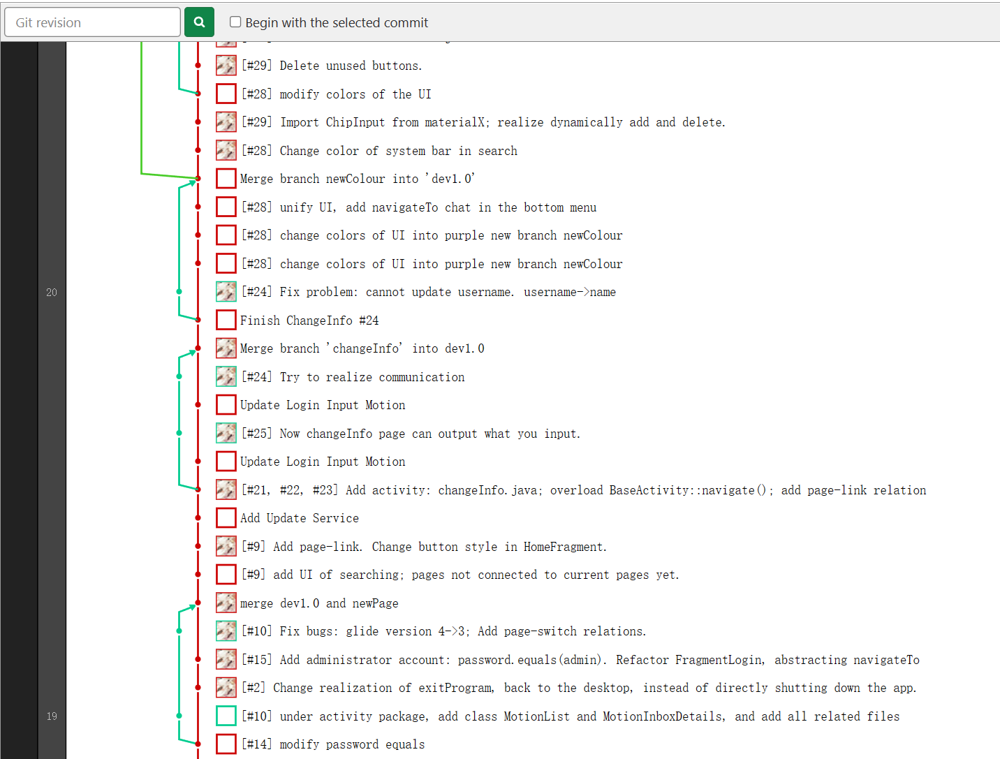 Git revision
Begin with the selected commit
[#29] Delete unused buttons.
[#28] modify colors of the UI
[#29] Import ChipInput from materialX; realize dynamically add and delete.
[#28] Change color of system bar in search
Merge branch newColour into 'dev1.0'
[#28] unify UI, add navigateTo chat in the bottom menu
[#28] change colors of UI into purple new branch newColour
[#28] change colors of UI into purple new branch newColour
20
[#24] Fix problem: cannot update username. username->name
Finish ChangeInfo #24
Merge branch 'changeInfo' into dev1.0
[#24] Try to realize communication
Update Login Input Motion
[#25] Now changeInfo page can output what you input.
Update Login Input Motion
[#21, #22, #23] Add activity: changeInfo.java; overload BaseActivity::navigate(); add page-link relation
Add Update Service
[#9] Add page-link. Change button style in HomeFragment.
[#9] add UI of searching; pages not connected to current pages yet.
merge dev1.0 and newPage
[#10] Fix bugs: glide version 4->3; Add page-switch relations.
[#15] Add administrator account: password.equals(admin). Refactor FragmentLogin, abstracting navigateTo
[#2] Change realization of exitProgram, back to the desktop, instead of directly shutting down the app.
19
[#10] under activity package, add class MotionList and MotionInboxDetails, and add all related files
[#14] modify password equals